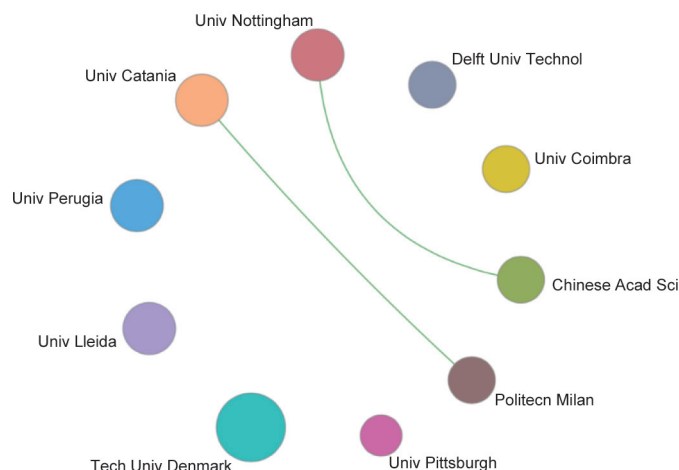 Univ Nottingham
Delft Univ Technol
Univ Catania
Univ Coimbra
Univ Perugia
Chinese Acad Sci
Univ Lleida
Politecn Milan
Univ Pittsburgh
Tech Univ Denmark